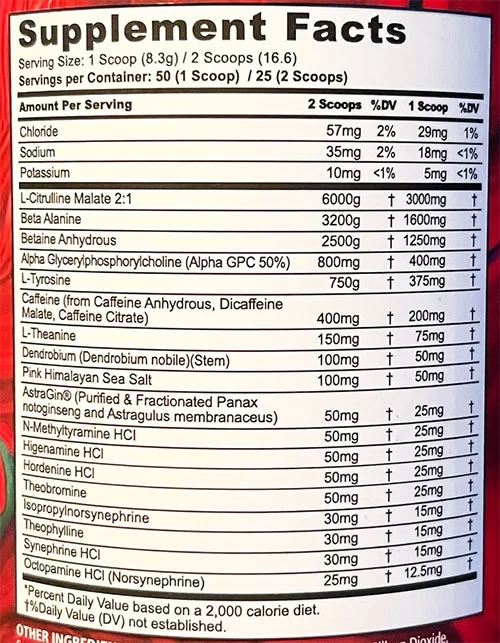 Supplement Facts
Serving Size: 1 Scoop (8.3g) / 2 Scoops (16.6)
Servings per Container: 50 (1 Scoop) / 25 (2 Scoops)
Amount Per Serving 2 Scoops %DV 1 Scoop %DV
Chloride 57mg 2% 29mg 1%
Sodium 35mg 2% 18mg <1%
Potassium 10mg <1% 5mg <1%
L-Citrulline Malate 2:1 6000g † 3000mg †
Beta Alanine 3200g † 1600mg †
Betaine Anhydrous 2500g † 1250mg †
Alpha Glycerylphosphorylcholine (Alpha GPC 50%) 800mg † 400mg †
L-Tyrosine 750g † 375mg †
Caffeine (from Caffeine Anhydrous, Dicaffeine
Malate, Caffeine Citrate) 400mg † 200mg †
L-Theanine 150mg † 75mg †
Dendrobium (Dendrobium nobile)(Stem) 100mg † 50mg †
Pink Himalayan Sea Salt 100mg † 50mg †
AstraGin® (Purified & Fractionated Panax
notoginseng and Astragulus membranaceus) 50mg † 25mg †
N-Methyltyramine HCl 50mg † 25mg †
Higenamine HCl 50mg † 25mg †
Hordenine HCl 50mg † 25mg †
Theobromine 50mg † 25mg †
Isopropylnorsynephrine 30mg † 15mg †
Theophylline 30mg † 15mg †
Synephrine HCl 30mg † 15mg †
Octopamine HCl (Norsynephrine) 25mg † 12.5mg †
*Percent Daily Value based on a 2,000 calorie diet.
†%Daily Value (DV) not established.
OTHER Dioxide,